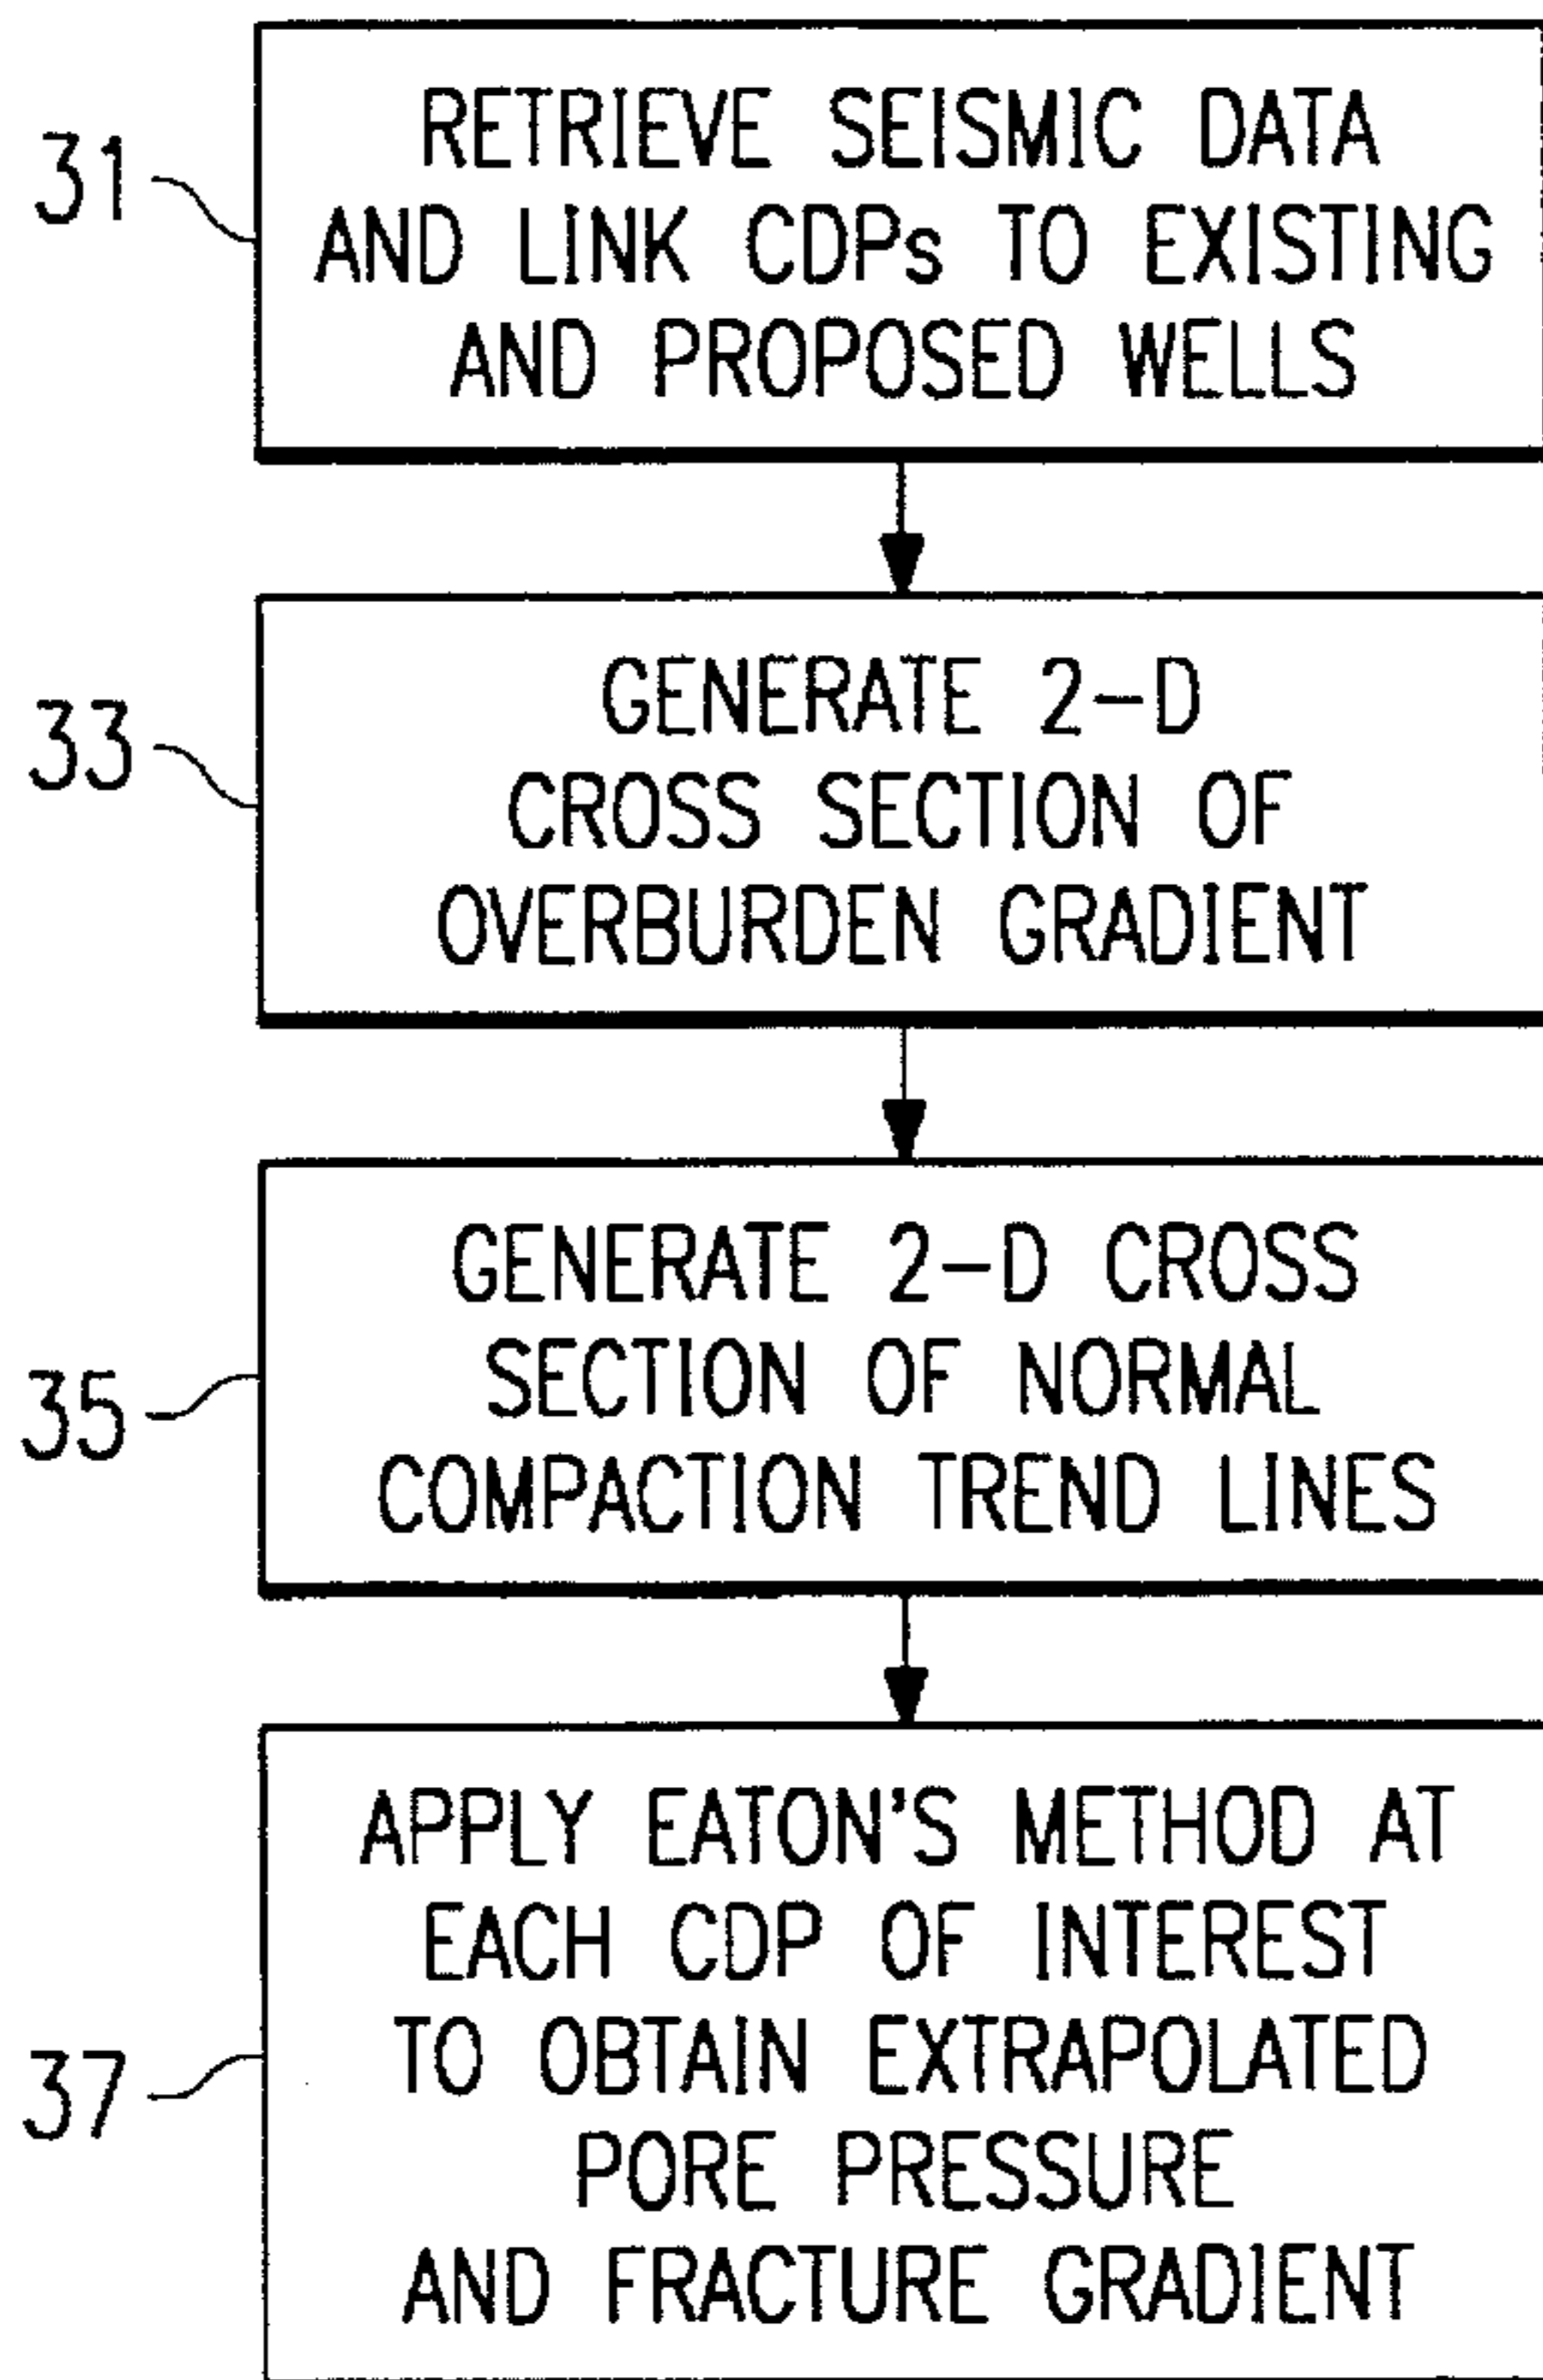 31
RETRIEVE SEISMIC DATA
AND LINK CDPs TO EXISTING
AND PROPOSED WELLS
33
GENERATE 2-D
CROSS SECTION OF
OVERBURDEN GRADIENT
35
GENERATE 2-D CROSS
SECTION OF NORMAL
COMPACTION TREND LINES
37
APPLY EATON'S METHOD AT
EACH CDP OF INTEREST
TO OBTAIN EXTRAPOLATED
PORE PRESSURE
AND FRACTURE GRADIENT